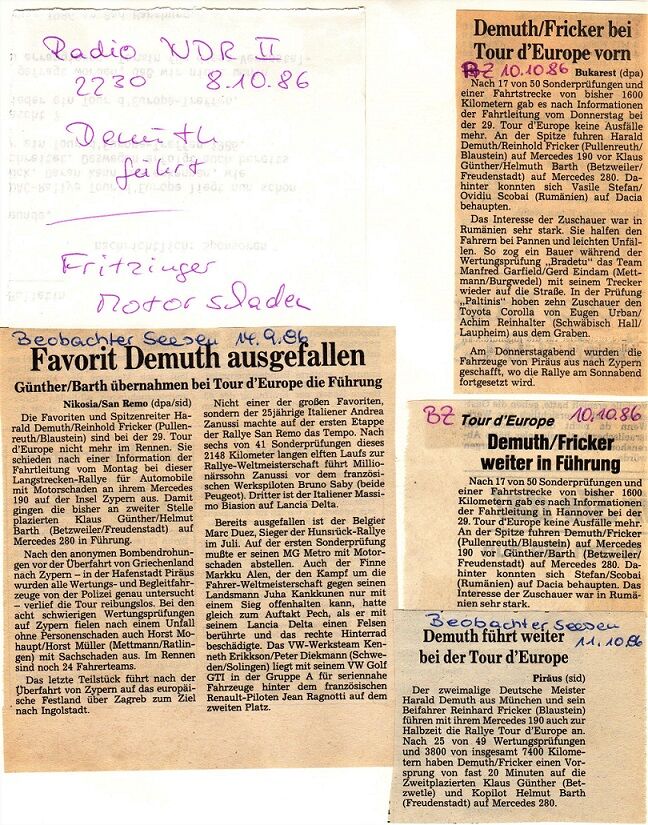 Radio WDR II
2230 8.10.86
Demuth
führt
Fritzinger
Motorschaden
Demuth/Fricker bei
Tour d'Europe vorn
BZ 10.10.86 Bukarest (dpa)
Nach 17 von 50 Sonderprüfungen und
einer Fahrtstrecke von bisher 1600
Kilometern gab es nach Informationen
der Fahrtleitung vom Donnerstag bei
der 29. Tour d'Europe keine Ausfälle
mehr. An der Spitze fuhren Harald
Demuth/Reinhold Fricker (Pullenreuth/
Blaustein) auf Mercedes 190 vor Klaus
Günther/Helmut Barth (Betzweiler/
Freudenstadt) auf Mercedes 280. Da-
hinter konnten sich Vasile Stefan/
Ovidiu Scobai (Rumänien) auf Dacia
behaupten.
Das Interesse der Zuschauer war in
Rumänien sehr stark. Sie halfen den
Fahrern bei Pannen und leichten Unfäl-
len. So zog ein Bauer während der
Wertungsprüfung „Bradetu" das Team
Manfred Garfield/Gerd Eindam (Mett-
mann/Burgwedel) mit seinem Trecker
wieder auf die Straße. In der Prüfung
„Paltinis" hoben zehn Zuschauer den
Toyota Corolla von Eugen Urban/
Achim Reinhalter (Schwäbisch Hall/
Laupheim) aus dem Graben.
Am Donnerstagabend wurden die
Fahrzeuge von Piräus aus nach Zypern
geschafft, wo die Rallye am Sonnabend
fortgesetzt wird.
Beobachter Seesen 14.9.86
Favorit Demuth ausgefallen
Günther/Barth übernahmen bei Tour d'Europe die Führung
Nikosia/San Remo (dpa/sid)
Die Favoriten und Spitzenreiter Ha-
rald Demuth/Reinhold Fricker (Pullen-
reuth/Blaustein) sind bei der 29. Tour
d'Europe nicht mehr im Rennen. Sie
schieden nach einer Information der
Fahrtleitung vom Montag bei dieser
Langstrecken-Rallye für Automobile
mit Motorschaden an ihrem Mercedes
190 auf der Insel Zypern aus. Damit
gingen die bisher an zweiter Stelle
plazierten Klaus Günther/Helmut
Barth (Betzweiler/Freudenstadt) auf
Mercedes 280 in Führung.
Nach den anonymen Bombendrohun-
gen vor der Überfahrt von Griechenland
nach Zypern – in der Hafenstadt Piräus
wurden alle Wertungs- und Begleitfahr-
zeuge von der Polizei genau untersucht
– verlief die Tour reibungslos. Bei den
acht schwierigen Wertungsprüfungen
auf Zypern fielen nach einem Unfall
ohne Personenschaden auch Horst Mo-
haupt/Horst Müller (Mettmann/Ratlin-
gen) mit Sachschaden aus. Im Rennen
sind noch 24 Fahrerteams.
Das letzte Teilstück führt nach der
Überfahrt von Zypern auf das europäi-
sche Festland über Zagreb zum Ziel
nach Ingolstadt.
Nicht einer der großen Favoriten,
sondern der 25jährige Italiener Andrea
Zanussi machte auf der ersten Etappe
der Rallye San Remo das Tempo. Nach
sechs von 41 Sonderprüfungen dieses
2148 Kilometer langen elften Laufs zur
Rallye-Weltmeisterschaft führt Millio-
närssohn Zanussi vor dem französi-
schen Werkspiloten Bruno Saby (beide
Peugeot). Dritter ist der Italiener Mas-
simo Biasion auf Lancia Delta.
Bereits ausgefallen ist der Belgier
Marc Duez, Sieger der Hunsrück-Rallye
im Juli. Auf der ersten Sonderprüfung
mußte er seinen MG Metro mit Motor-
schaden abstellen. Auch der Finne
Markku Alen, der den Kampf um die
Fahrer-Weltmeisterschaft gegen seinen
Landsmann Juha Kankkunen nur mit
einem Sieg offenhalten kann, hatte
gleich zum Auftakt Pech, als er mit
seinem Lancia Delta einen Felsen
berührte und das rechte Hinterrad
beschädigte. Das VW-Werksteam Ken-
neth Erikkson/Peter Diekmann (Schwe-
den/Solingen) liegt mit seinem VW Golf
GTI in der Gruppe A für seriennahe
Fahrzeuge hinter dem französischen
Renault-Piloten Jean Ragnotti auf dem
zweiten Platz.
BZ Tour d'Europe 10.10.86
Demuth/Fricker
weiter in Führung
Nach 17 von 50 Sonderprüfungen und
einer Fahrtstrecke von bisher 1600
Kilometern gab es nach Informationen
der Fahrtleitung in Hannover bei der
29. Tour d'Europe keine Ausfälle mehr.
An der Spitze fuhren Demuth/Fricker
(Pullenreuth/Blaustein) auf Mercedes
190 vor Günther/Barth (Betzweiler/
Freudenstadt) auf Mercedes 280. Da-
hinter konnten sich Stefan/Scobai
(Rumänien) auf Dacia behaupten. Das
Interesse der Zuschauer war in Rumä-
nien sehr stark.
Beobachter Seesen
11.10.86
Demuth führt weiter
bei der Tour d'Europe
Piräus (sid)
Der zweimalige Deutsche Meister
Harald Demuth aus München und sein
Beifahrer Reinhard Fricker (Blaustein)
führen mit ihrem Mercedes 190 auch zur
Halbzeit die Rallye Tour d'Europe an.
Nach 25 von 49 Wertungsprüfungen
und 3800 von insgesamt 7400 Kilome-
tern haben Demuth/Fricker einen Vor-
sprung von fast 20 Minuten auf die
Zweitplazierten Klaus Günther (Bet-
zwetle) und Kopilot Helmut Barth
(Freudenstadt) auf Mercedes 280.